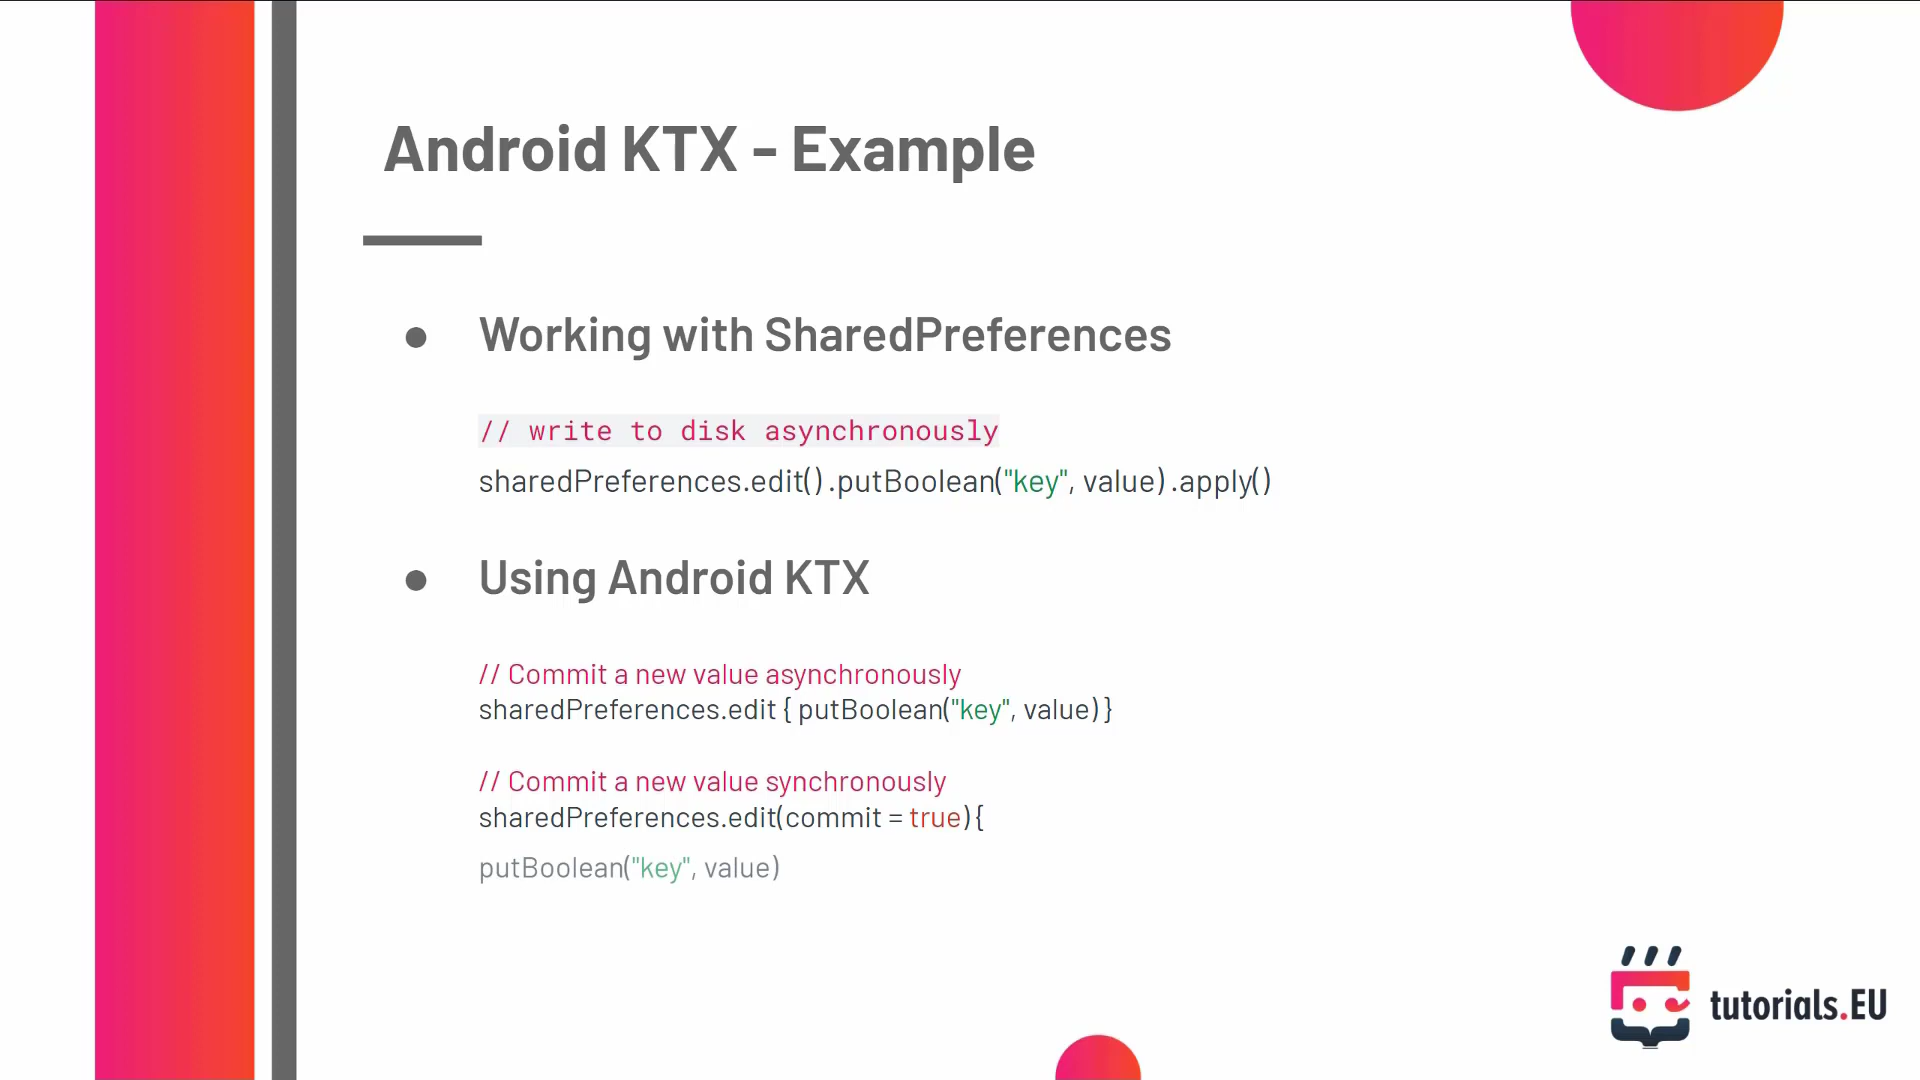 Android KTX - Example
● Working with SharedPreferences
// write to disk asynchronously
sharedPreferences.edit().putBoolean("key", value).apply()
● Using Android KTX
// Commit a new value asynchronously
sharedPreferences.edit { putBoolean("key", value) }
// Commit a new value synchronously
sharedPreferences.edit(commit = true) {
putBoolean("key", value)
tutorials.EU